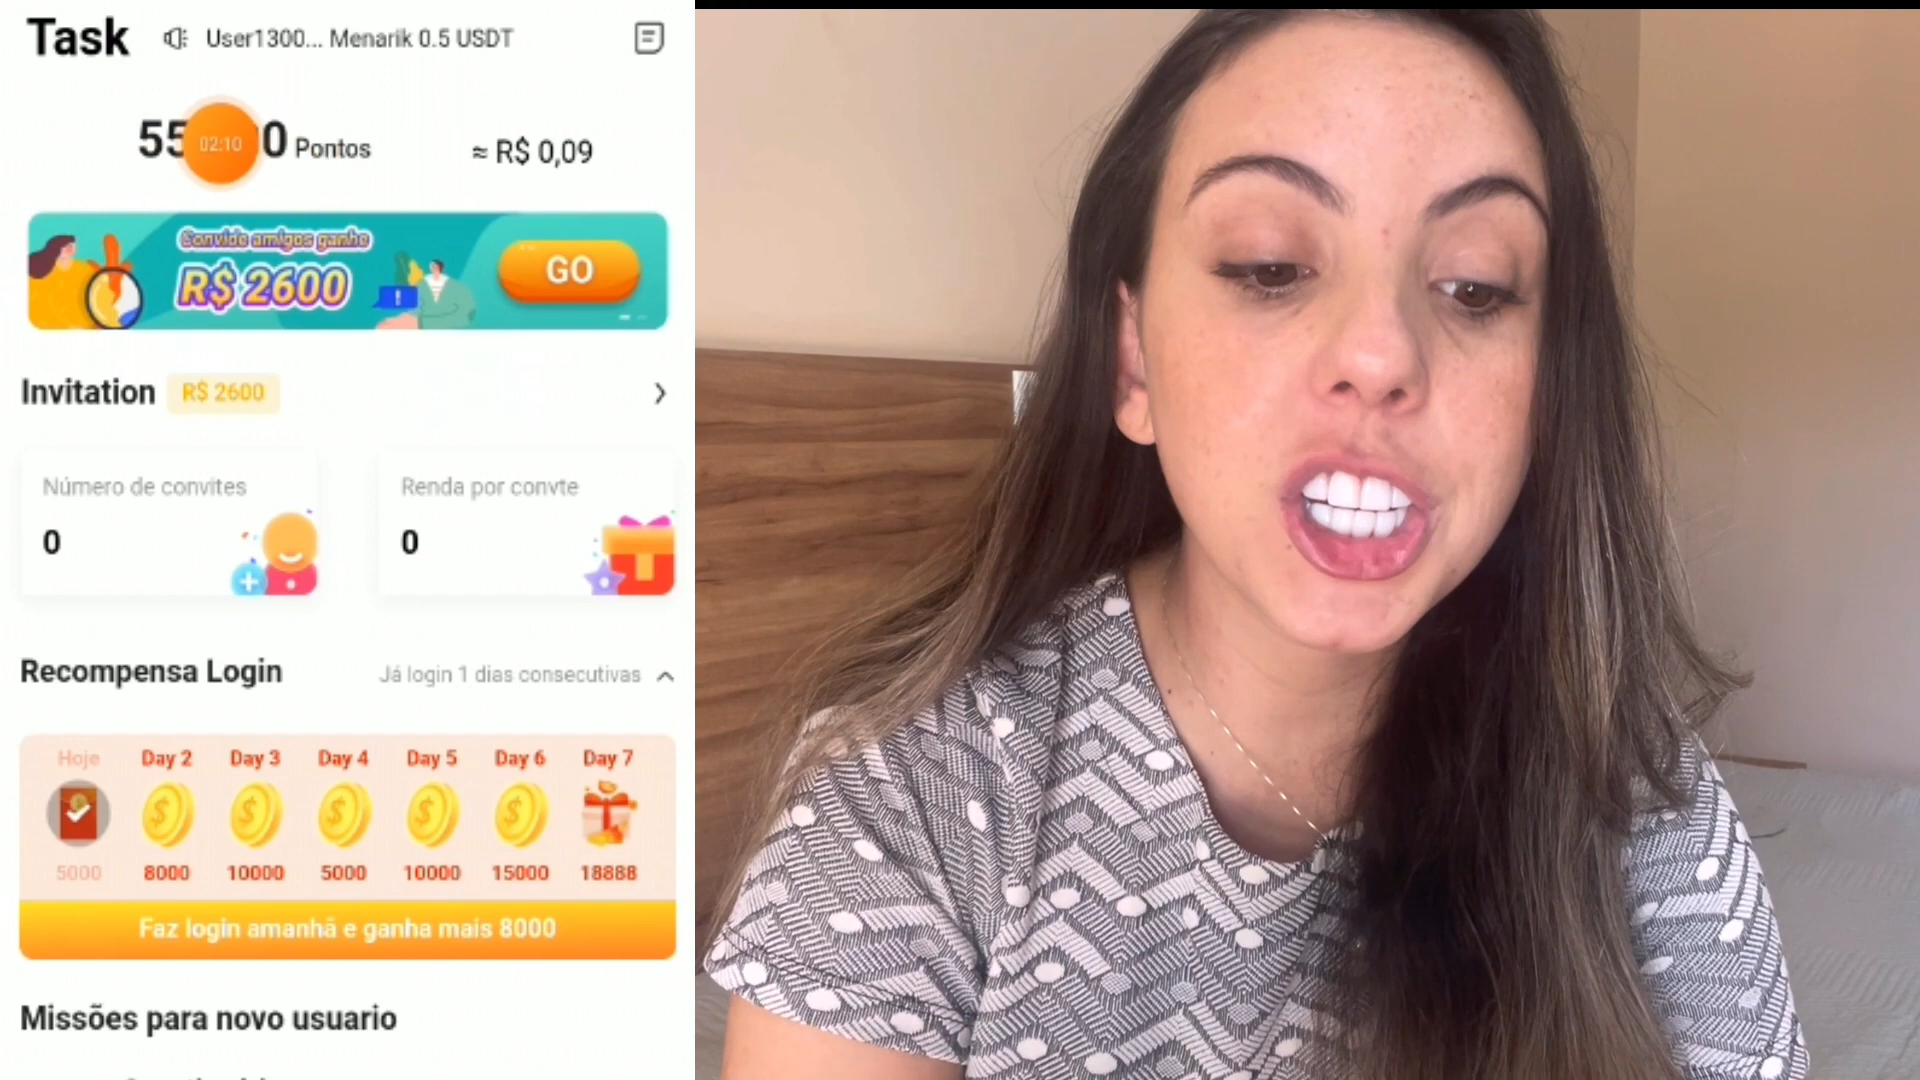 Task
User1300... Menarik 0.5 USDT
55 02:10 0 Pontos
≈ R$ 0,09
Convide amigos ganhe
R$ 2600
GO
Invitation R$ 2600
Número de convites
0
Renda por convte
0
Recompensa Login
Já login 1 dias consecutivas
Hoje Day 2 Day 3 Day 4 Day 5 Day 6 Day 7
5000 8000 10000 5000 10000 15000 18888
Faz login amanhã e ganha mais 8000
Missões para novo usuario